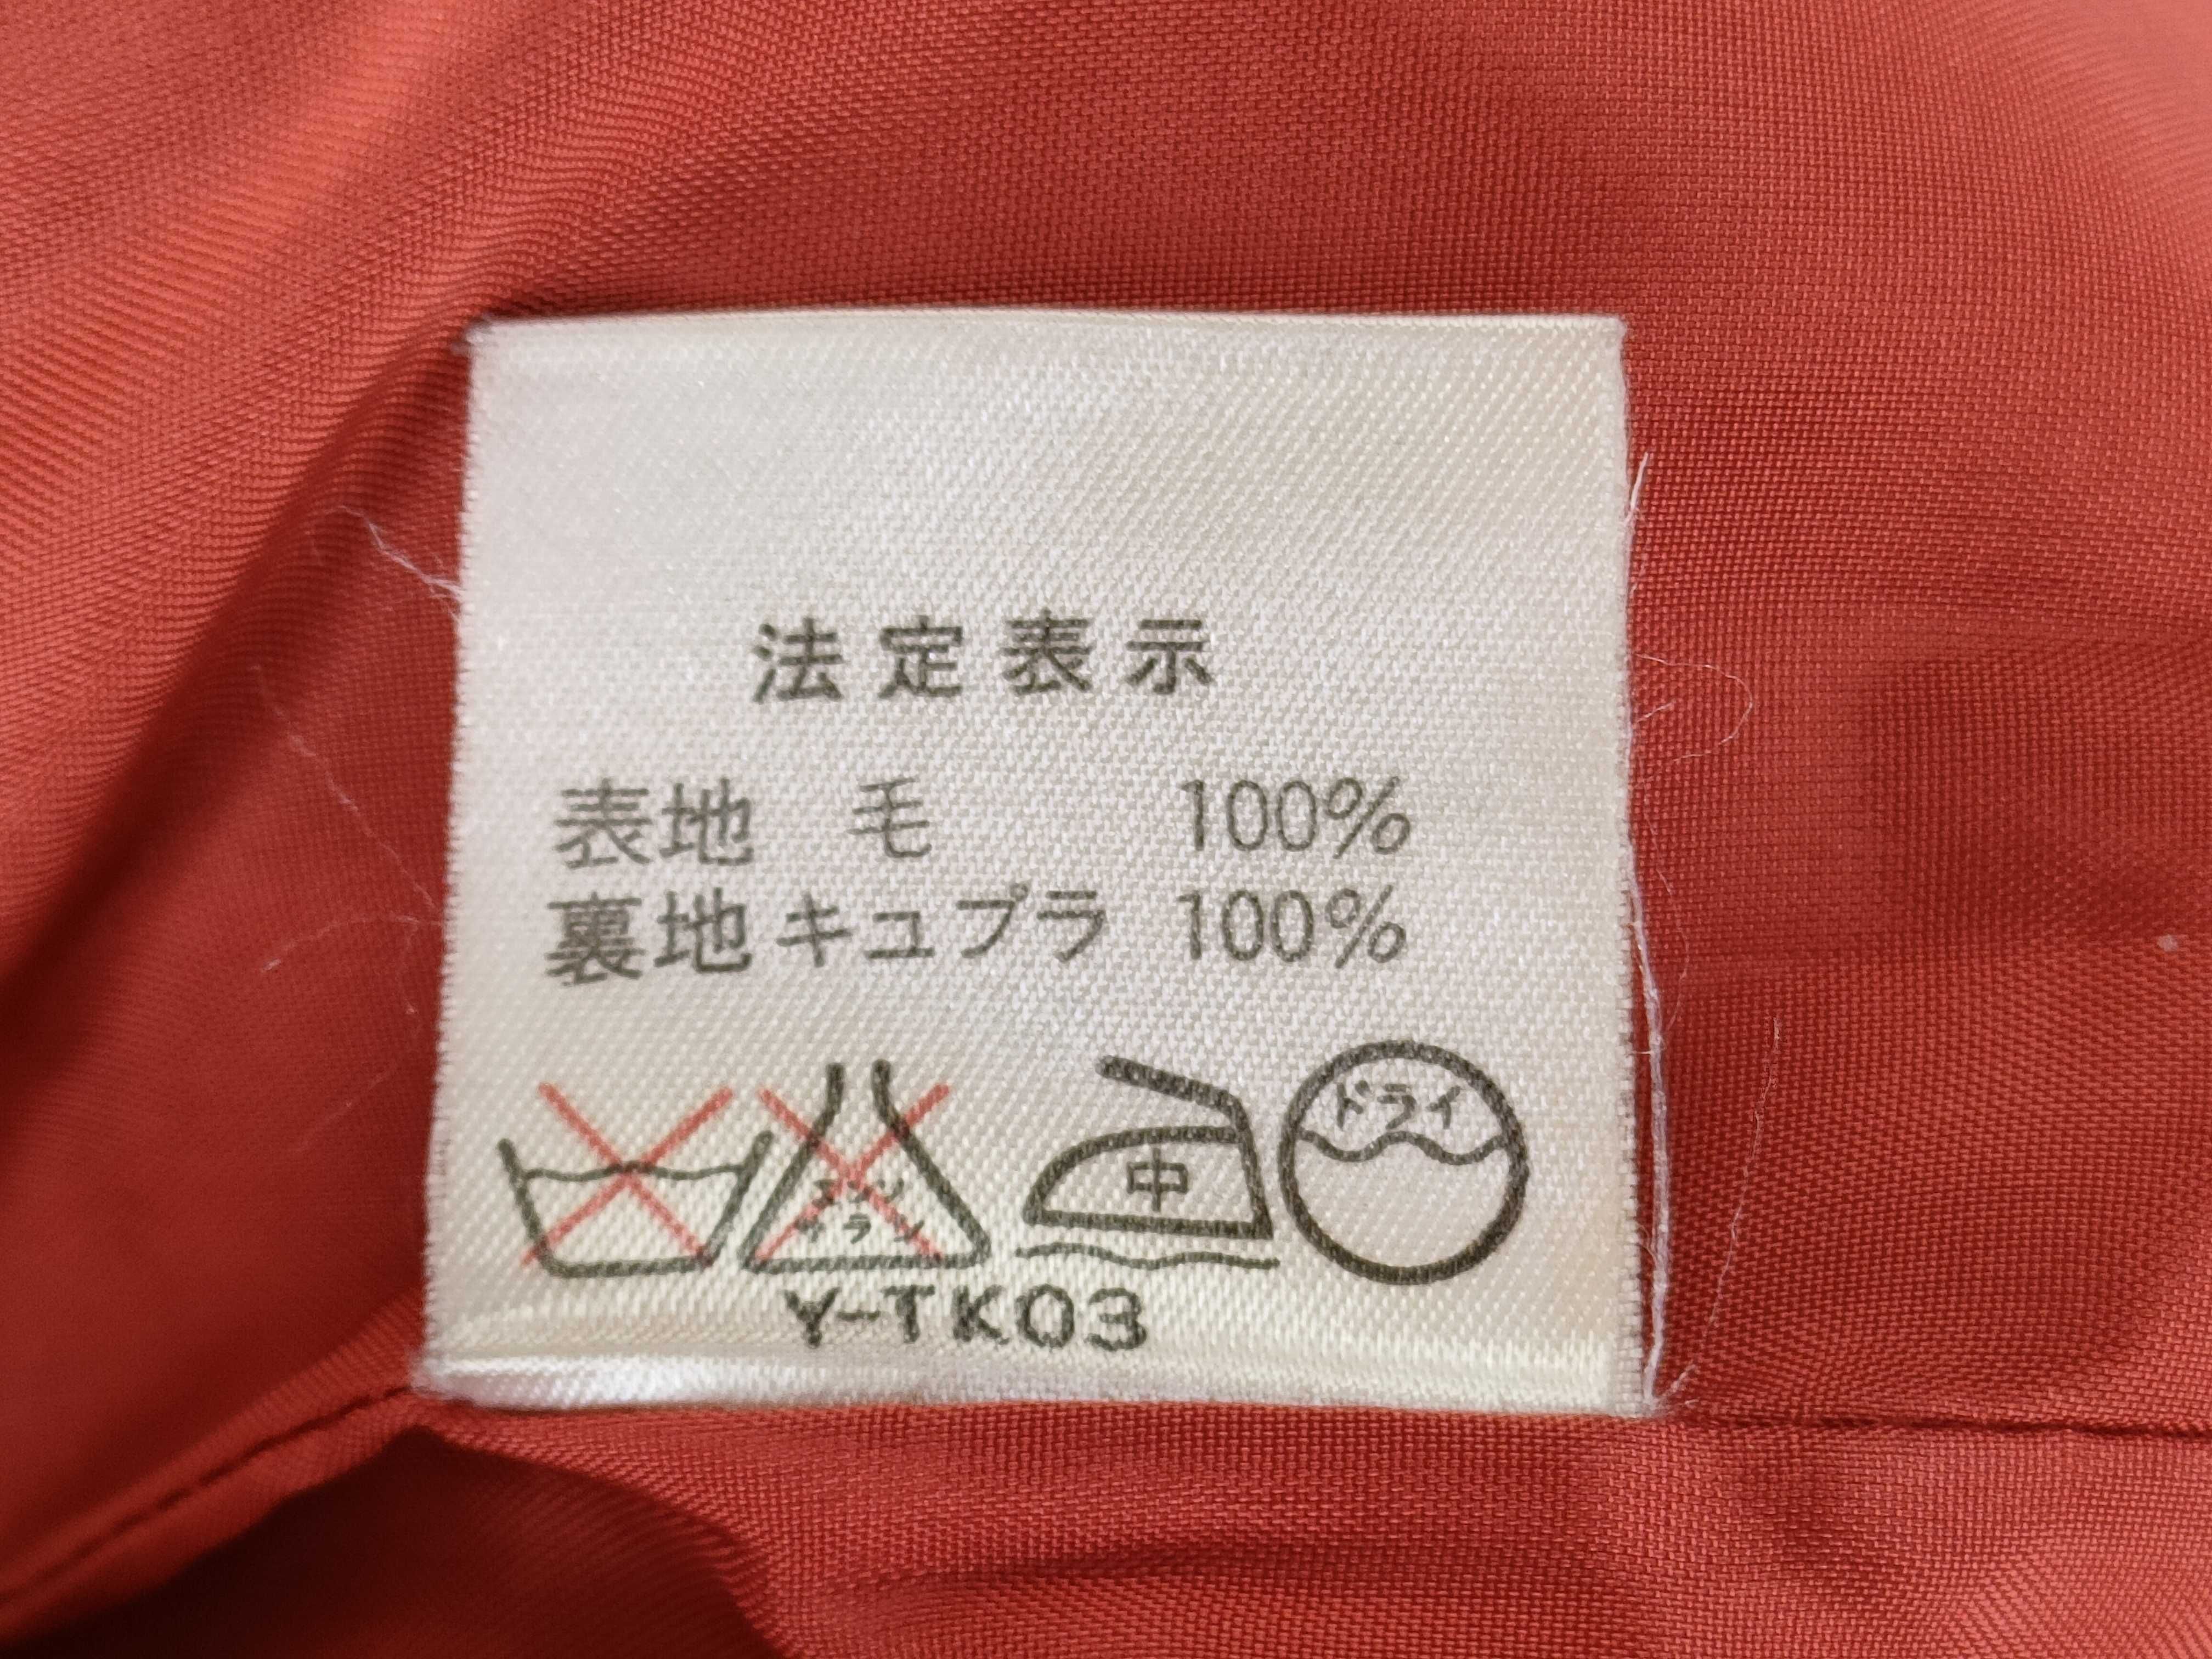 法定表示
表地 毛 100%
裏地 キュプラ 100%
中 ドライ
Y-TK03